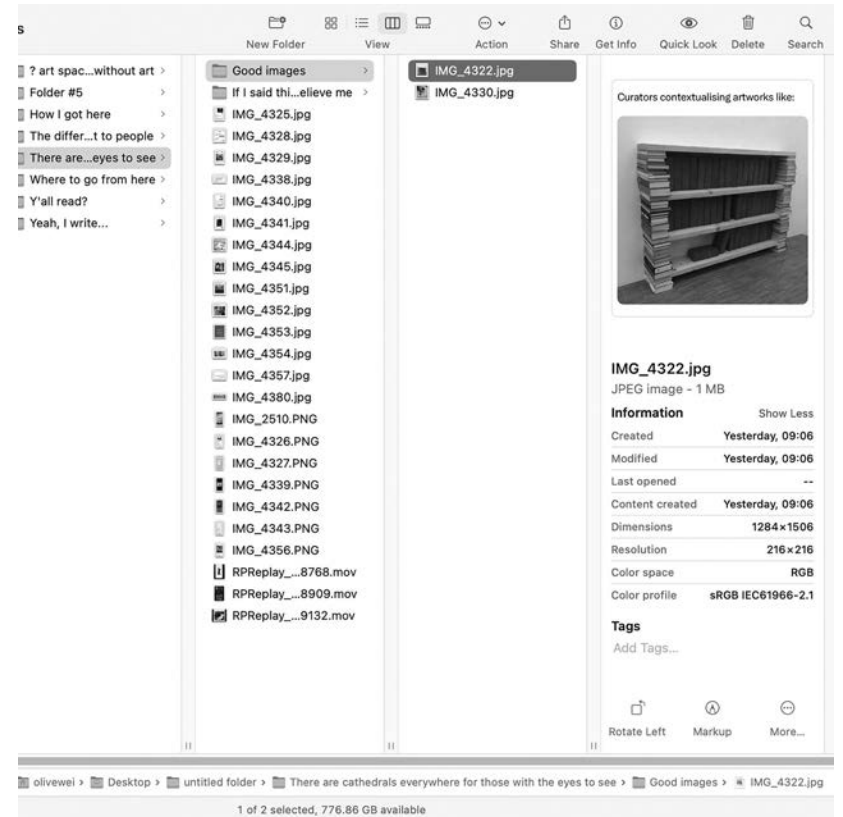 s
New Folder
View
Action
Share
Get Info
Quick Look
Delete
Search
? art spac...without art
Folder #5
How I got here
The differ...t to people
There are...eyes to see
Where to go from here
Y'all read?
Yeah, I write...
Good images
If I said thi...elieve me
IMG_4325.jpg
IMG_4328.jpg
IMG_4329.jpg
IMG_4338.jpg
IMG_4340.jpg
IMG_4341.jpg
IMG_4344.jpg
IMG_4345.jpg
IMG_4351.jpg
IMG_4352.jpg
IMG_4353.jpg
IMG_4354.jpg
IMG_4357.jpg
IMG_4380.jpg
IMG_2510.PNG
IMG_4326.PNG
IMG_4327.PNG
IMG_4339.PNG
IMG_4342.PNG
IMG_4343.PNG
IMG_4356.PNG
RPReplay_...8768.mov
RPReplay_...8909.mov
RPReplay_...9132.mov
IMG_4322.jpg
IMG_4330.jpg
Curators contextualising artworks like:
IMG_4322.jpg
JPEG image - 1 MB
Information Show Less
Created Yesterday, 09:06
Modified Yesterday, 09:06
Last opened --
Content created Yesterday, 09:06
Dimensions 1284×1506
Resolution 216×216
Color space RGB
Color profile sRGB IEC61966-2.1
Tags
Add Tags...
Rotate Left
Markup
More...
olivewei › Desktop › untitled folder › There are cathedrals everywhere for those with the eyes to see › Good images › IMG_4322.jpg
1 of 2 selected, 776.86 GB available